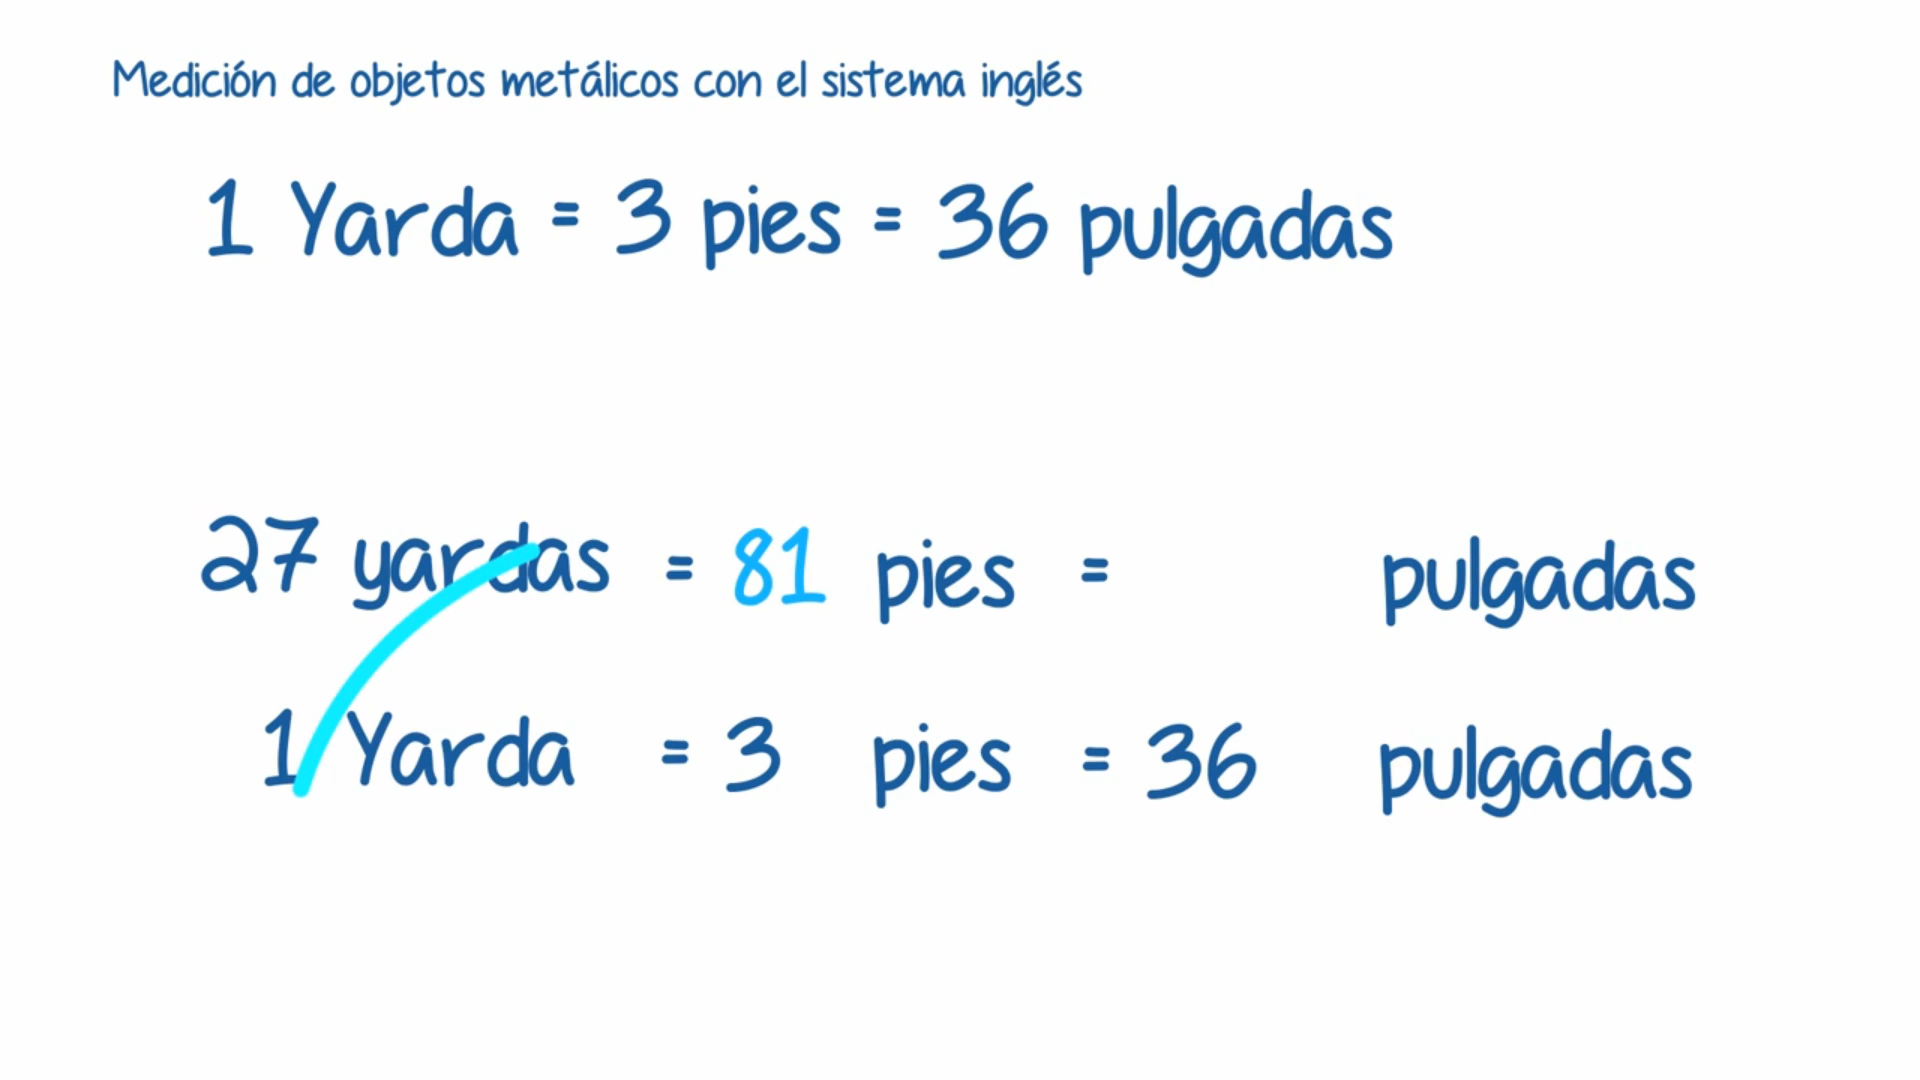 Medición de objetos metálicos con el sistema inglés
1 Yarda = 3 pies = 36 pulgadas
27 yardas = 81 pies = pulgadas
1 Yarda = 3 pies = 36 pulgadas